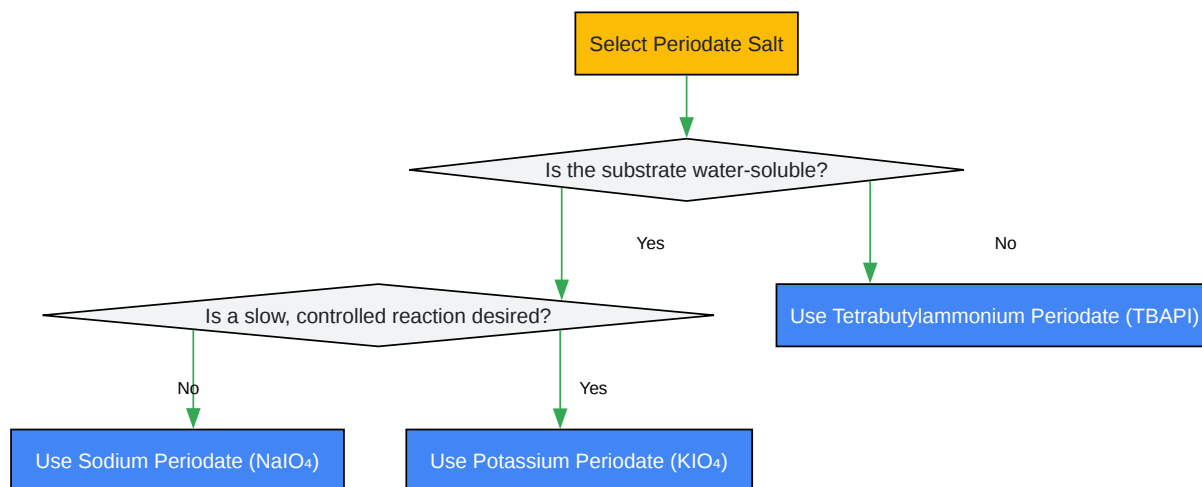 Select Periodate Salt
Is the substrate water-soluble?
Yes
No
Is a slow, controlled reaction desired?
Use Tetrabutylammonium Periodate (TBAPI)
No
Yes
Use Sodium Periodate (NaIO₄)
Use Potassium Periodate (KIO₄)